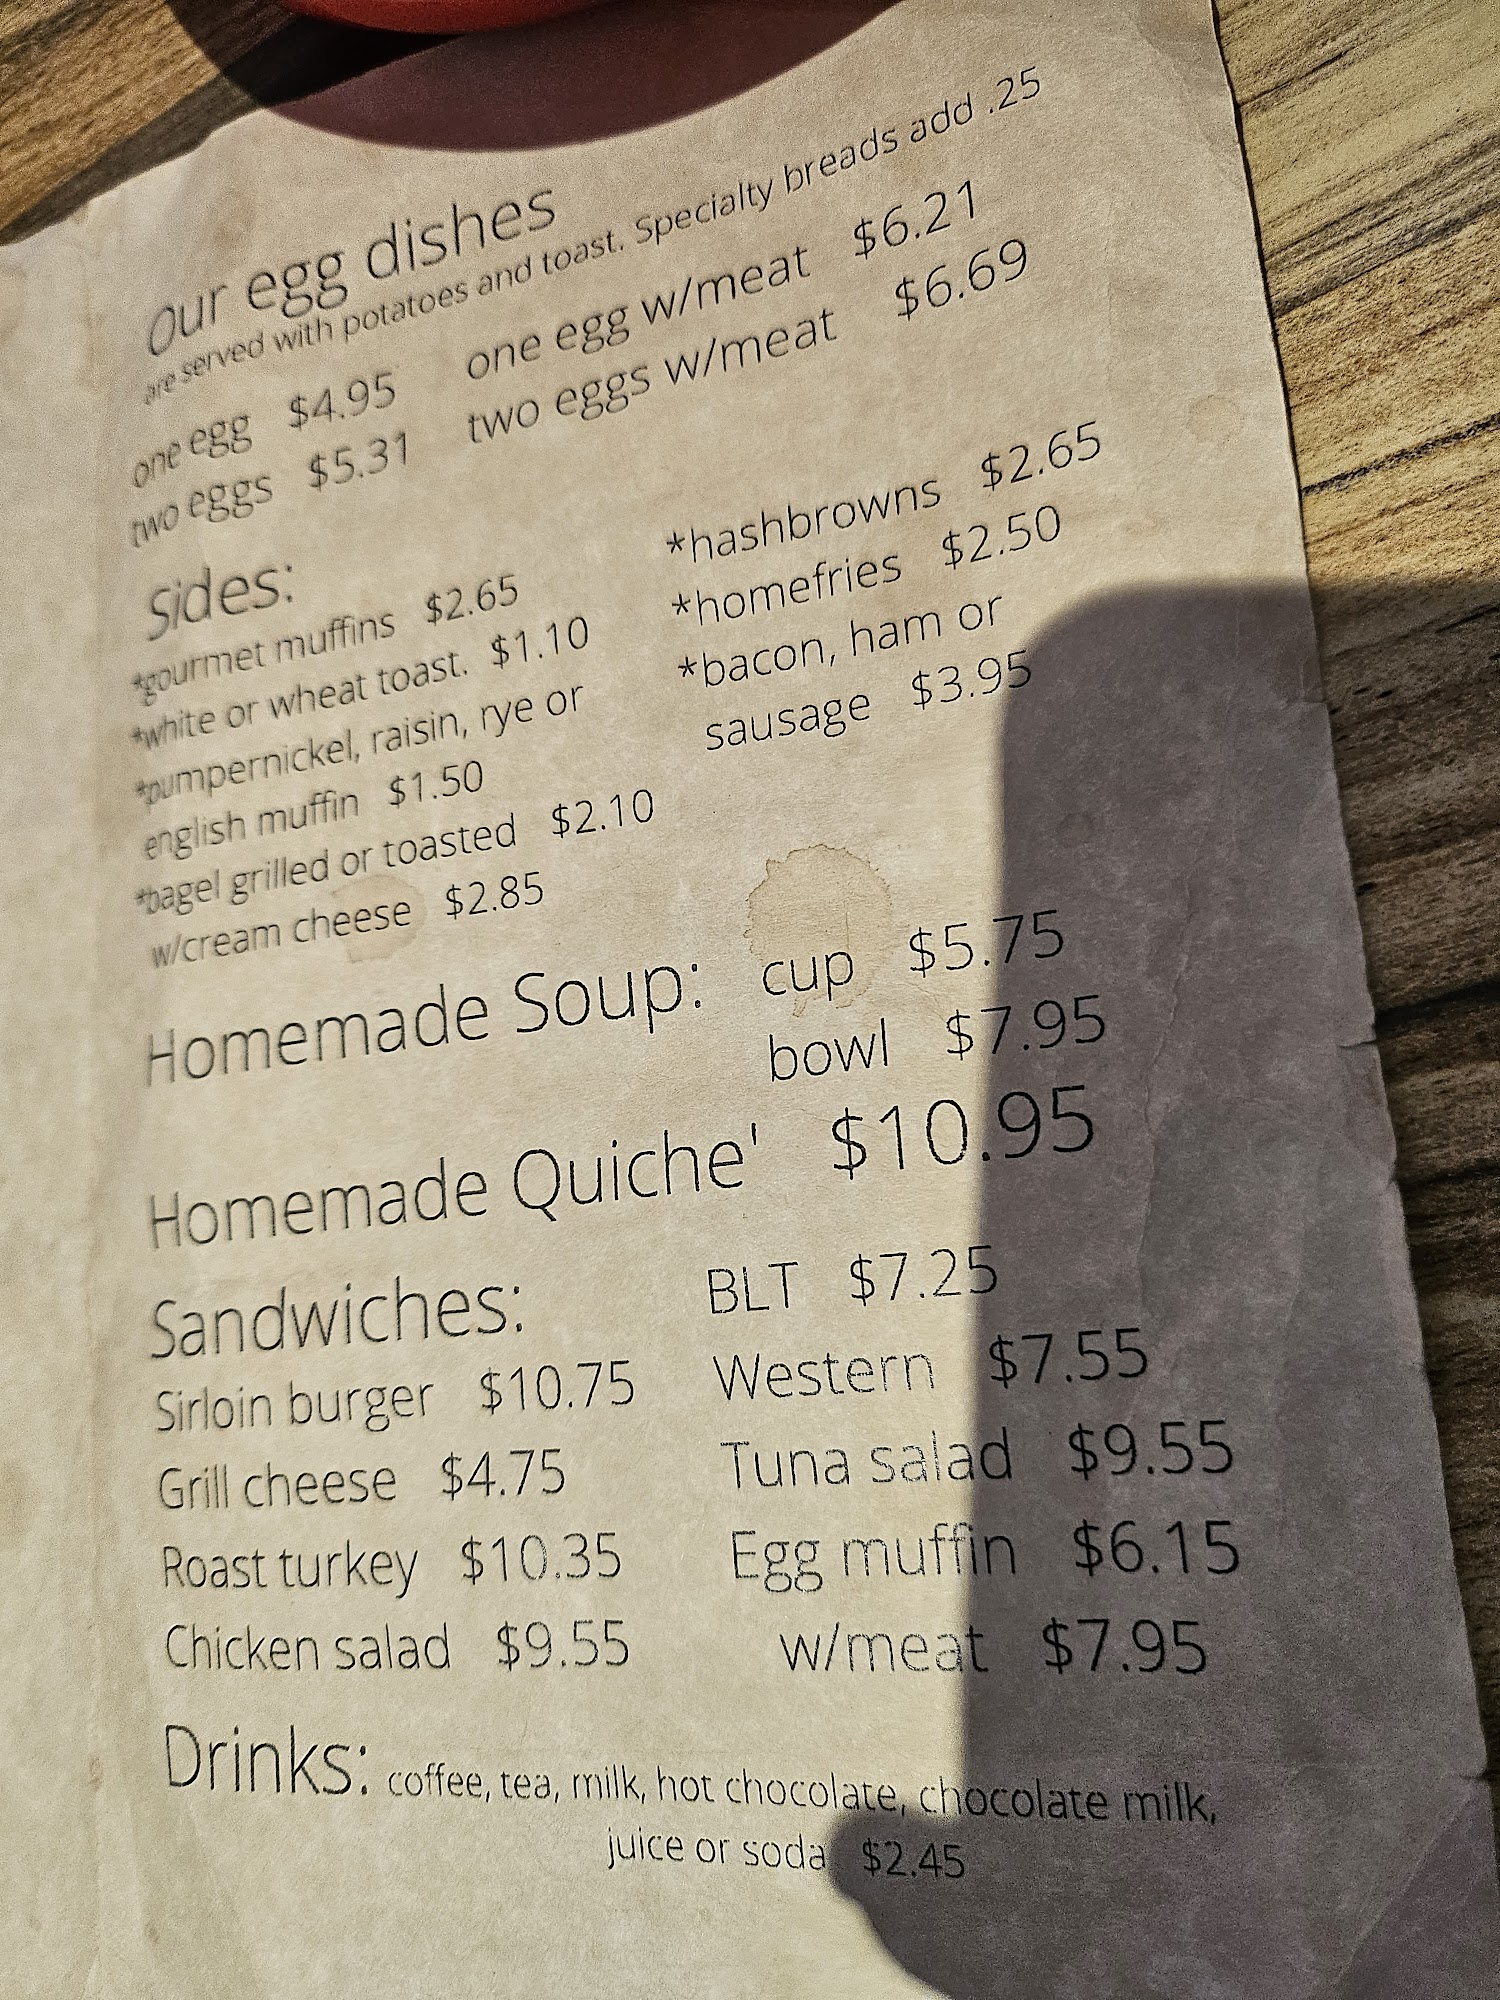 our egg dishes
are served with potatoes and toast. Specialty breads add .25
one egg $4.95
two eggs $5.31
one egg w/meat $6.21
two eggs w/meat $6.69
Sides:
*gourmet muffins $2.65
*white or wheat toast. $1.10
*pumpernickel, raisin, rye or
english muffin $1.50
*bagel grilled or toasted $2.10
w/cream cheese $2.85
*hashbrowns $2.65
*homefries $2.50
*bacon, ham or
sausage $3.95
Homemade Soup: cup $5.75
bowl $7.95
Homemade Quiche' $10.95
Sandwiches:
Sirloin burger $10.75
Grill cheese $4.75
Roast turkey $10.35
Chicken salad $9.55
BLT $7.25
Western $7.55
Tuna salad $9.55
Egg muffin $6.15
w/meat $7.95
Drinks: coffee, tea, milk, hot chocolate, chocolate milk,
juice or soda $2.45